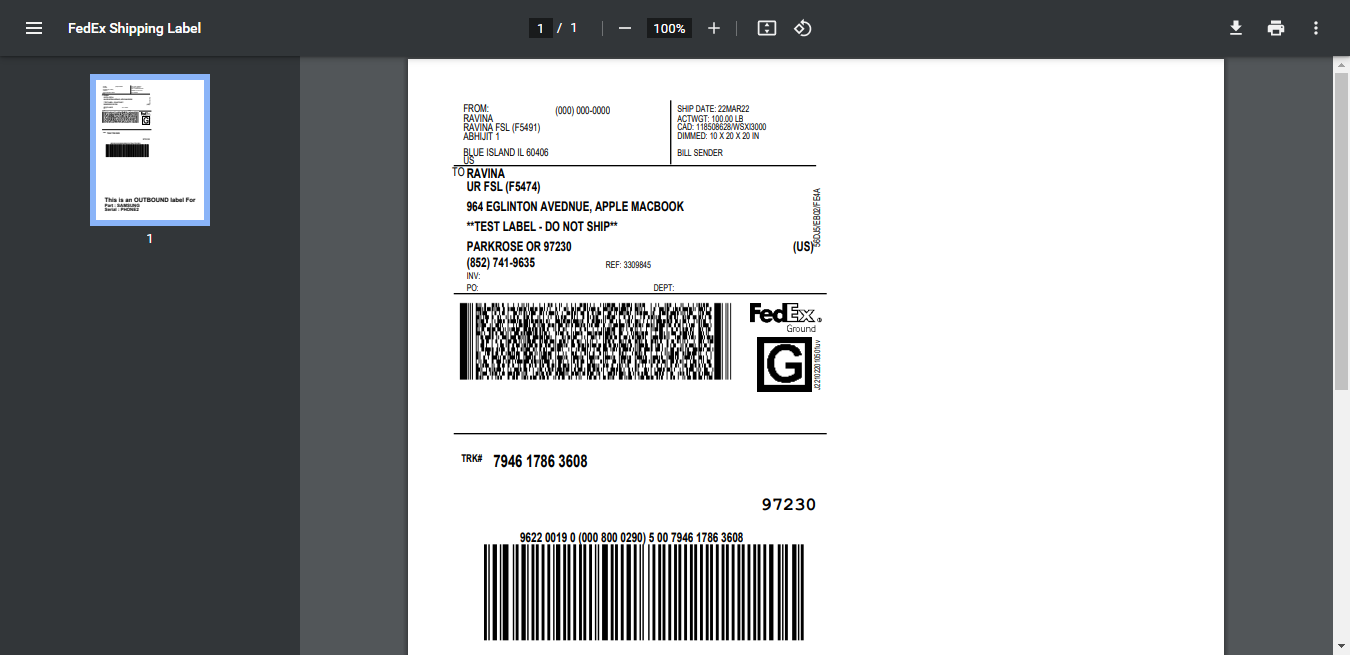 FedEx Shipping Label
1 / 1
100%
This is an OUTBOUND label For
Part : SAMSUNG
Serial : PHONE2
1
FROM:
(000) 000-0000
RAVINA
RAVINA FSL (F5491)
ABHIJIT 1
BLUE ISLAND IL 60406
US
SHIP DATE: 22MAR22
ACTWGT: 100.00 LB
CAD: 118508628/WSXI3000
DIMMED: 10 X 20 X 20 IN
BILL SENDER
TO RAVINA
UR FSL (F5474)
964 EGLINTON AVEDNUE, APPLE MACBOOK
**TEST LABEL - DO NOT SHIP**
PARKROSE OR 97230
(US)
(852) 741-9635
REF: 3309845
INV:
PO:
DEPT:
56DJ5/EB02/FE4A
FedEx®
Ground
G
TRK# 7946 1786 3608
97230
9622 0019 0 (000 800 0290) 5 00 7946 1786 3608